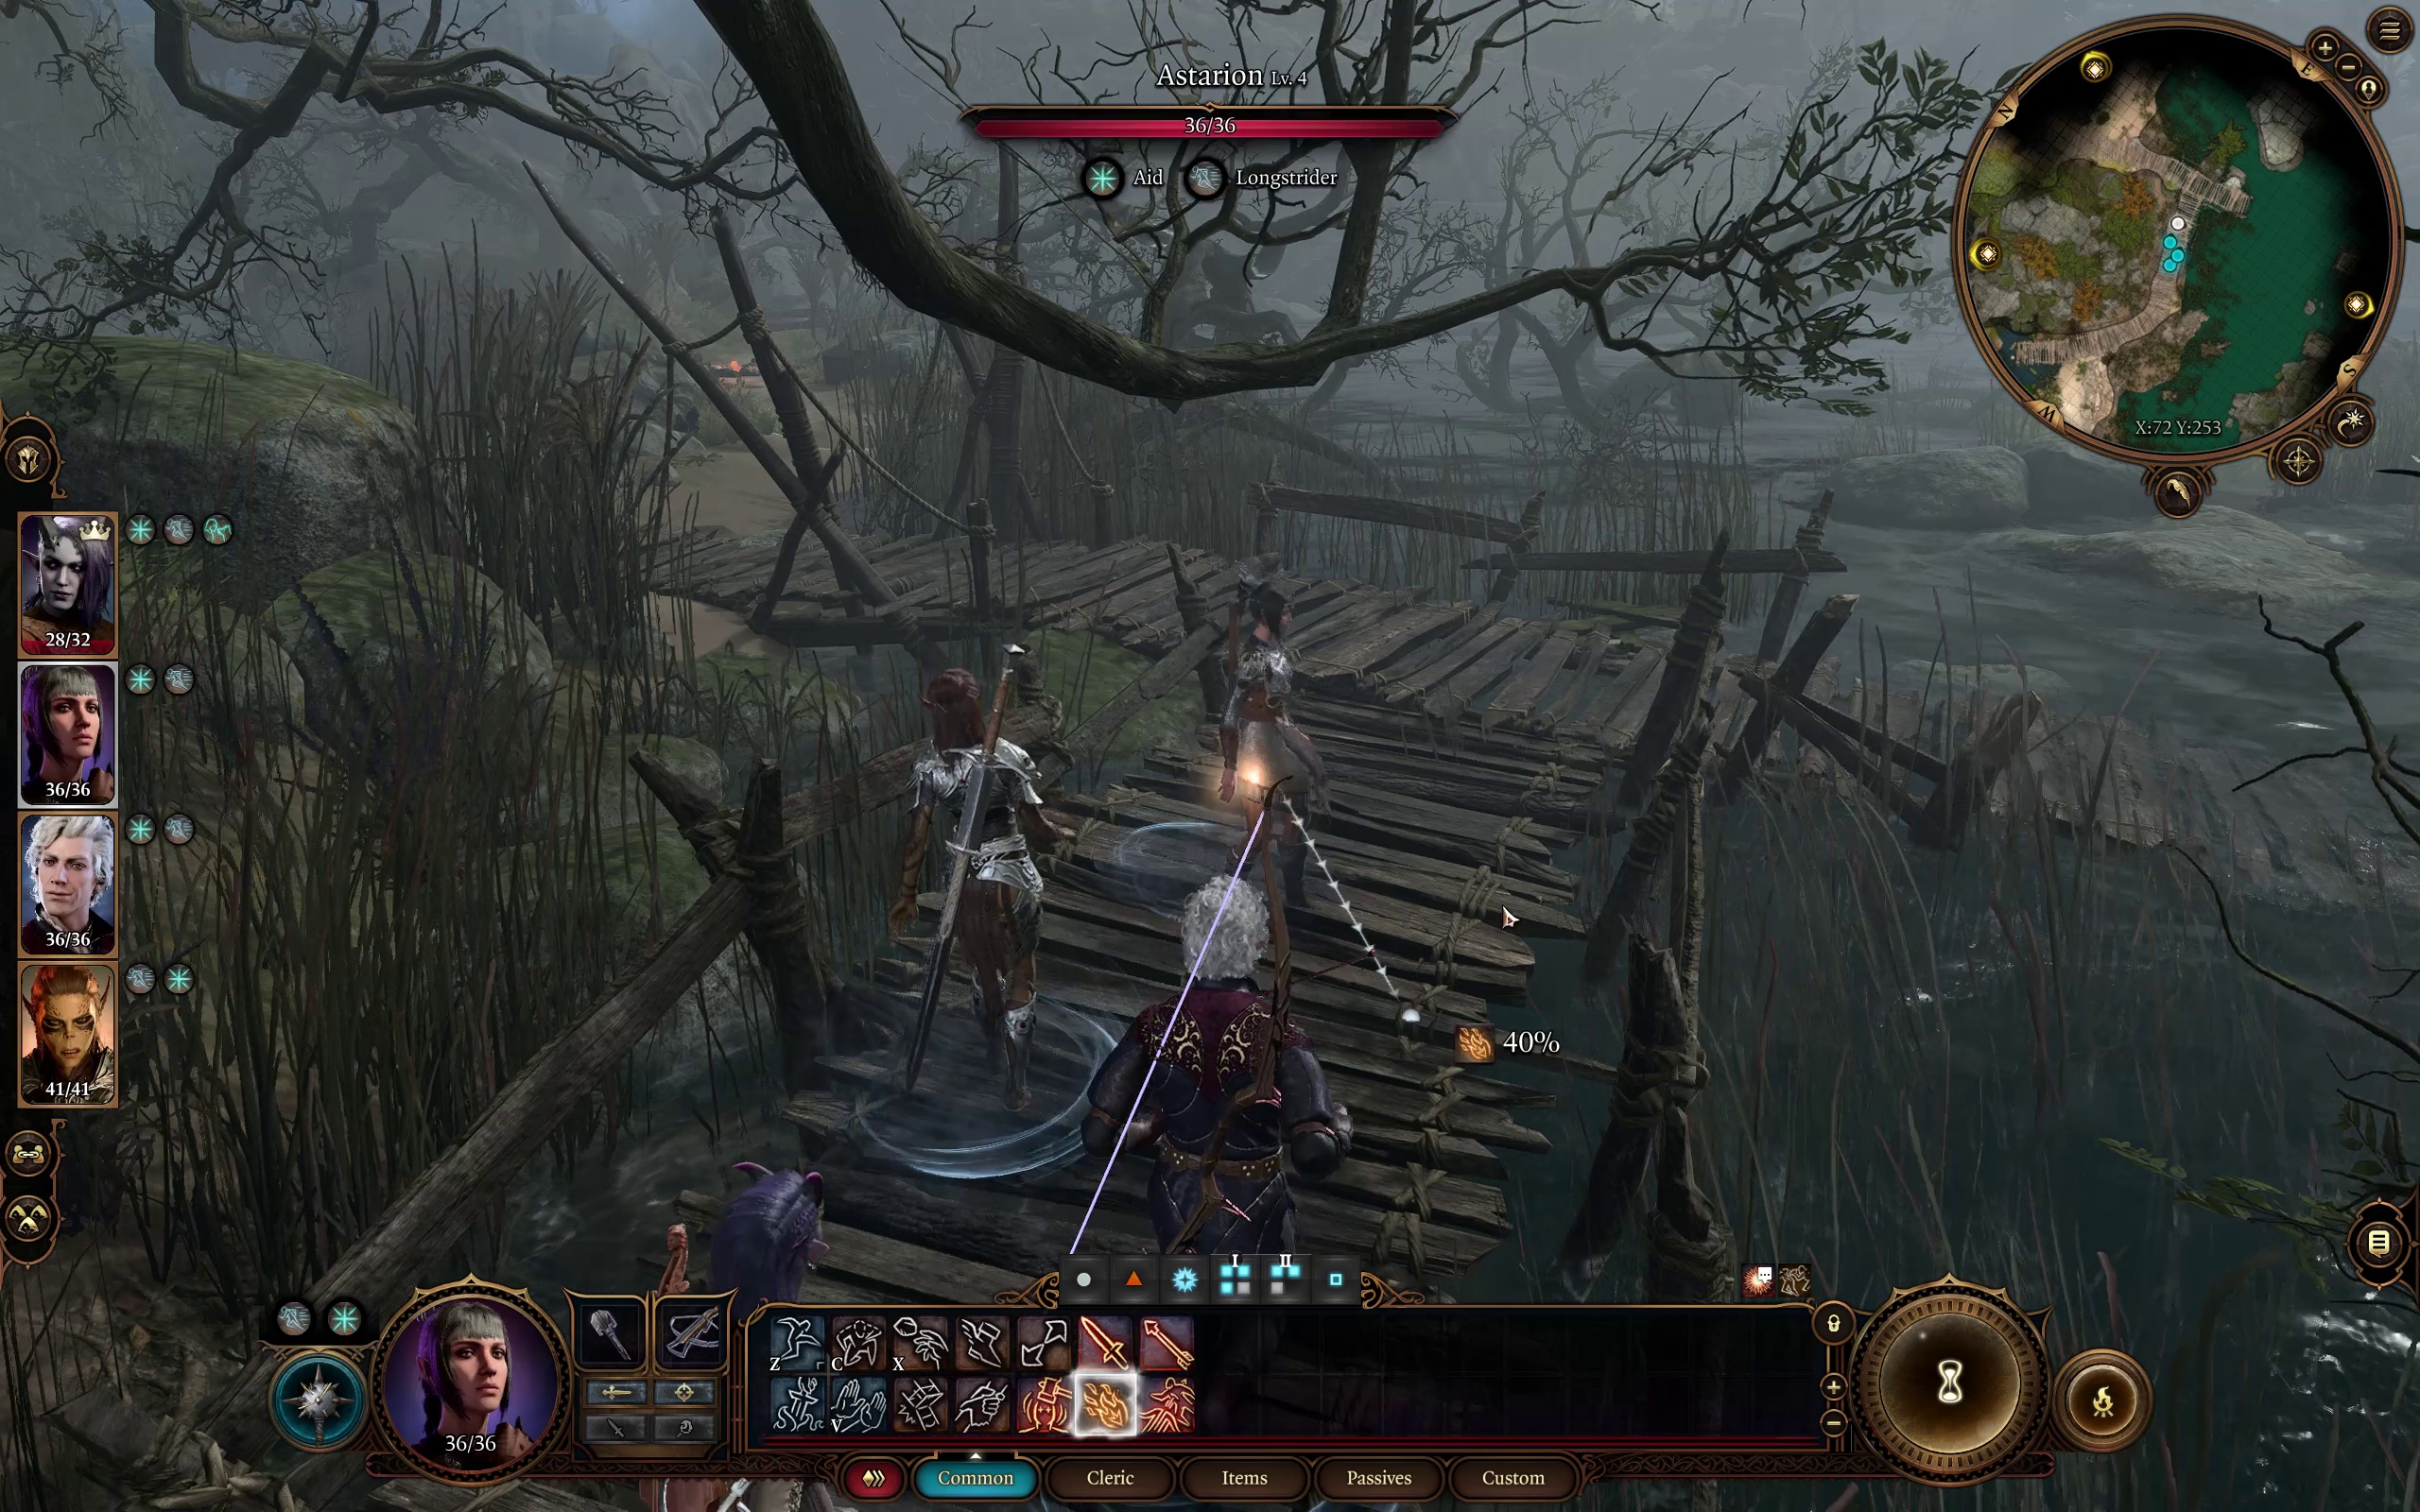 Astarion Lv. 4
36/36
Aid
Longstrider
N
E
S
W
X:72 Y:253
28/32
36/36
36/36
41/41
40%
I
II
Z
C
X
V
36/36
Common
Cleric
Items
Passives
Custom